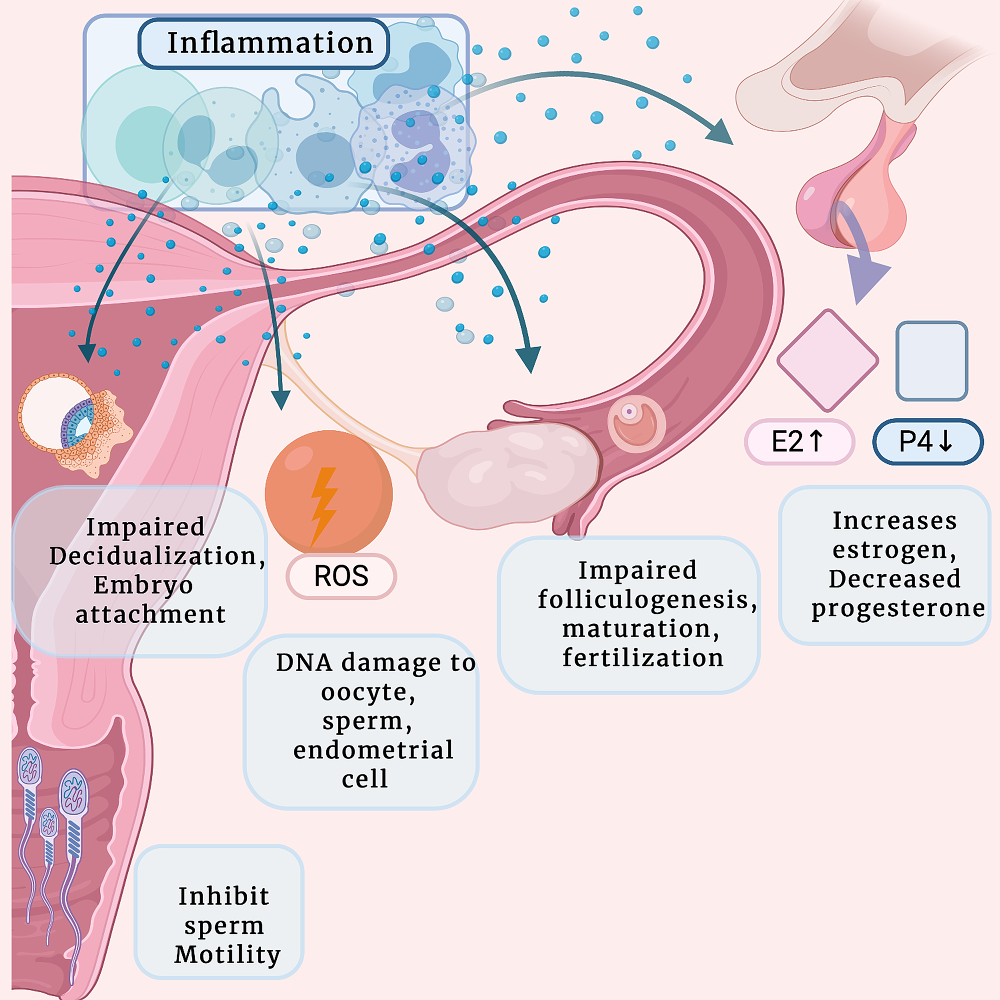 Inflammation
E2↑
P4↓
Impaired
Decidualization,
Embryo
attachment
ROS
Impaired
folliculogenesis,
maturation,
fertilization
Increases
estrogen,
Decreased
progesterone
DNA damage to
oocyte,
sperm,
endometrial
cell
Inhibit
sperm
Motility